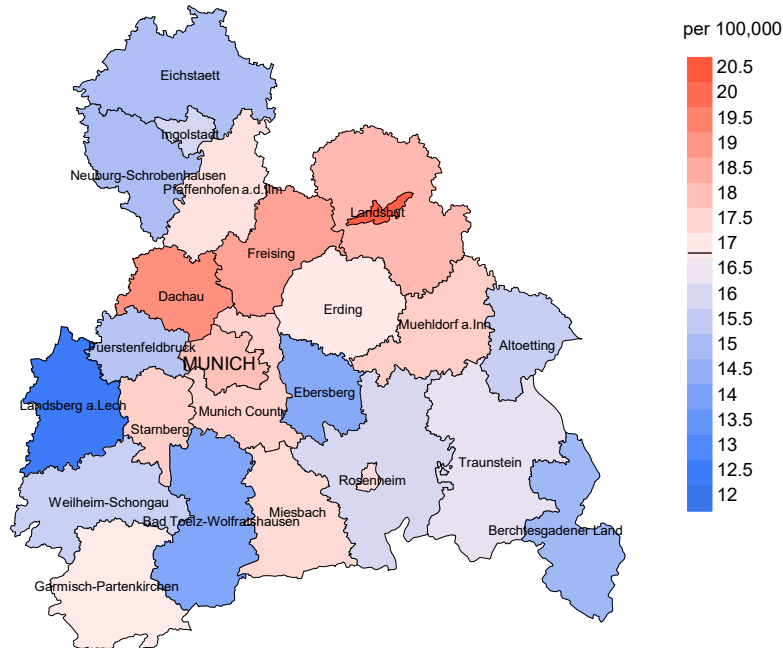 per 100,000
20.5
20
19.5
19
18.5
18
17.5
17
16.5
16
15.5
15
14.5
14
13.5
13
12.5
12
Eichstaett
Ingolstadt
Neuburg-Schrobenhausen
Pfaffenhofen a.d.Ilm
Landshut
Freising
Dachau
Erding
Muehldorf a.Inn
Altoetting
Fuerstenfeldbruck
MUNICH
Ebersberg
Landsberg a.Lech
Munich County
Starnberg
Traunstein
Rosenheim
Weilheim-Schongau
Miesbach
Bad Toelz-Wolfratshausen
Berchtesgadener Land
Garmisch-Partenkirchen